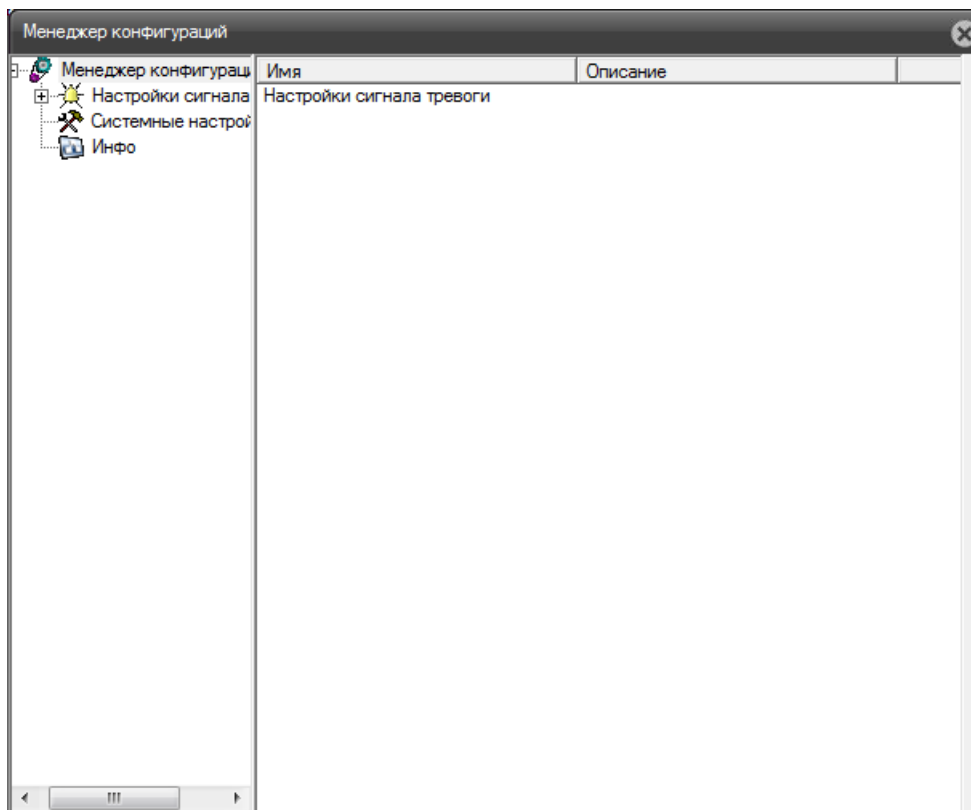 Менеджер конфигураций
Менеджер конфигурац
Имя
Описание
Настройки сигнала
Настройки сигнала тревоги
Системные настрой
Инфо